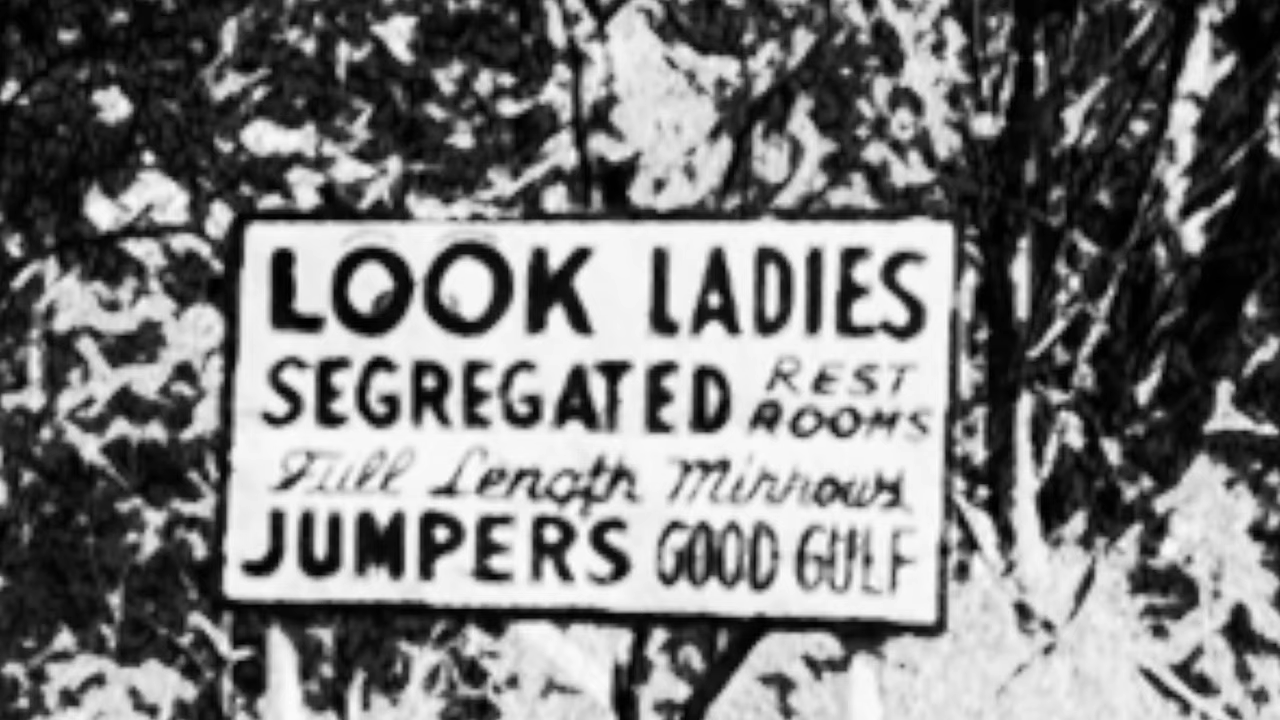 LOOK LADIES
SEGREGATED REST ROOMS
Full Length Mirrows
JUMPERS GOOD GULF